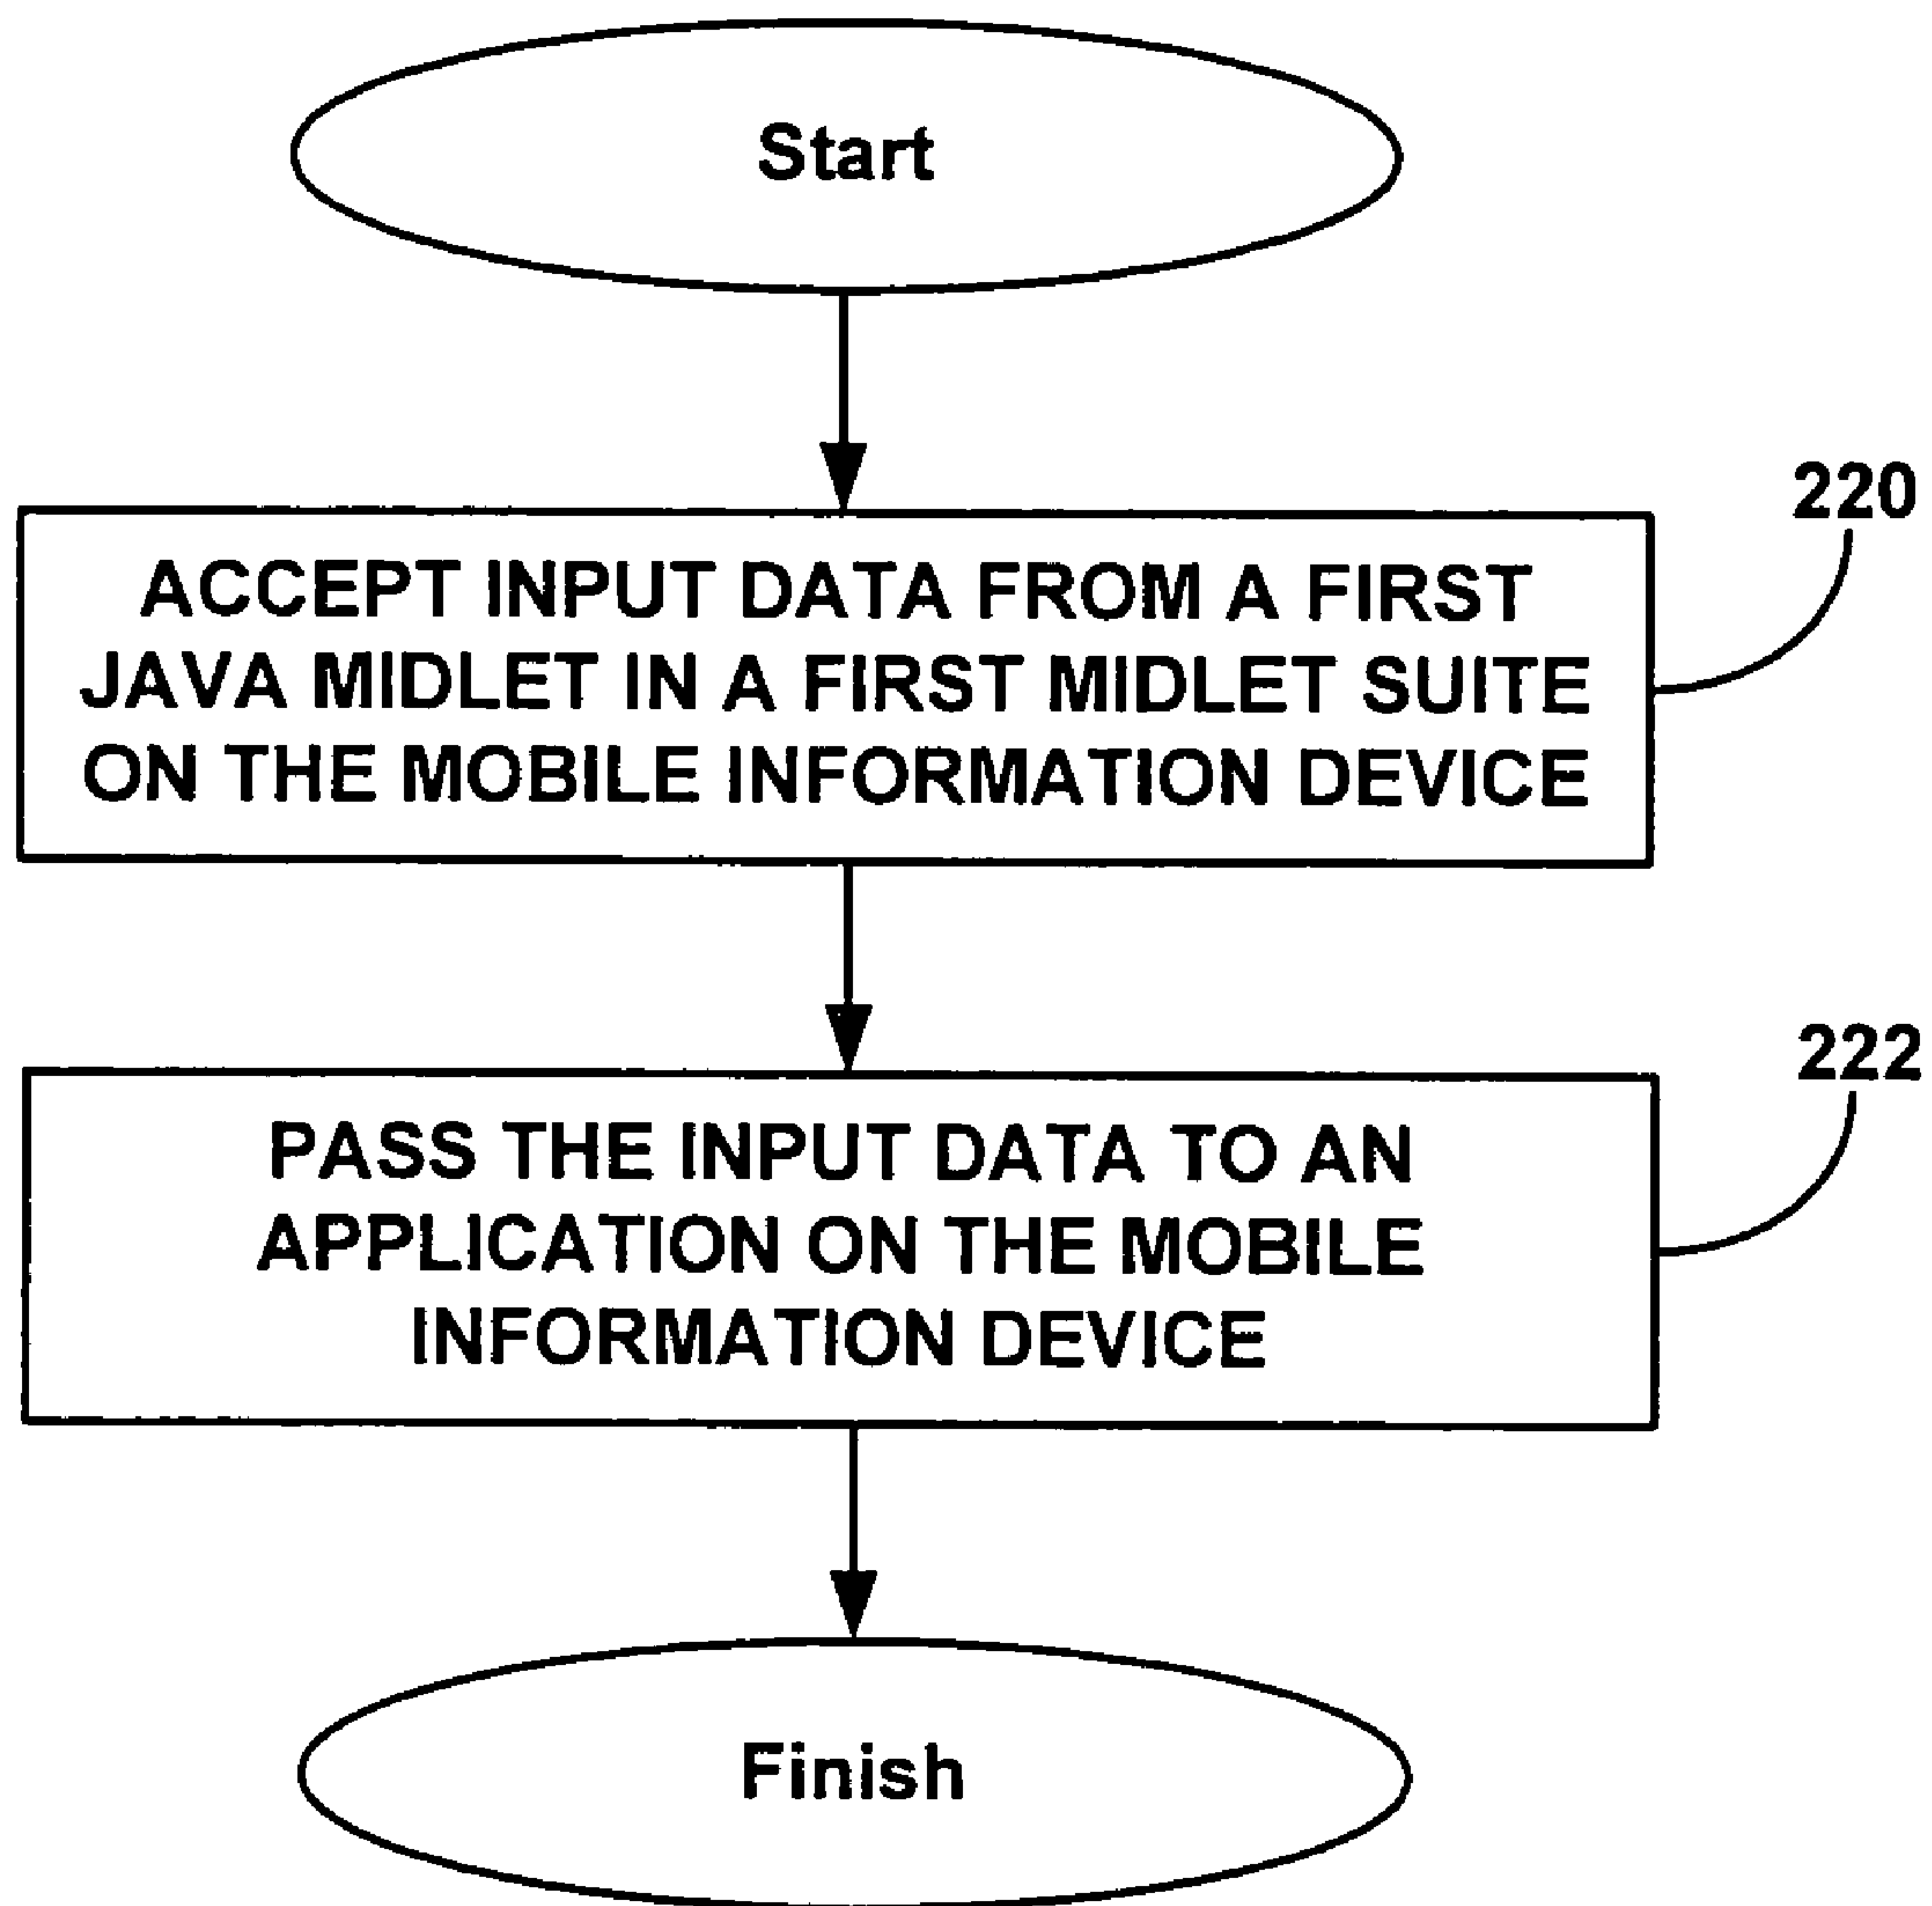 Start
220
ACCEPT INPUT DATA FROM A FIRST
JAVA MIDLET IN A FIRST MIDLET SUITE
ON THE MOBILE INFORMATION DEVICE
222
PASS THE INPUT DATA TO AN
APPLICATION ON THE MOBILE
INFORMATION DEVICE
Finish